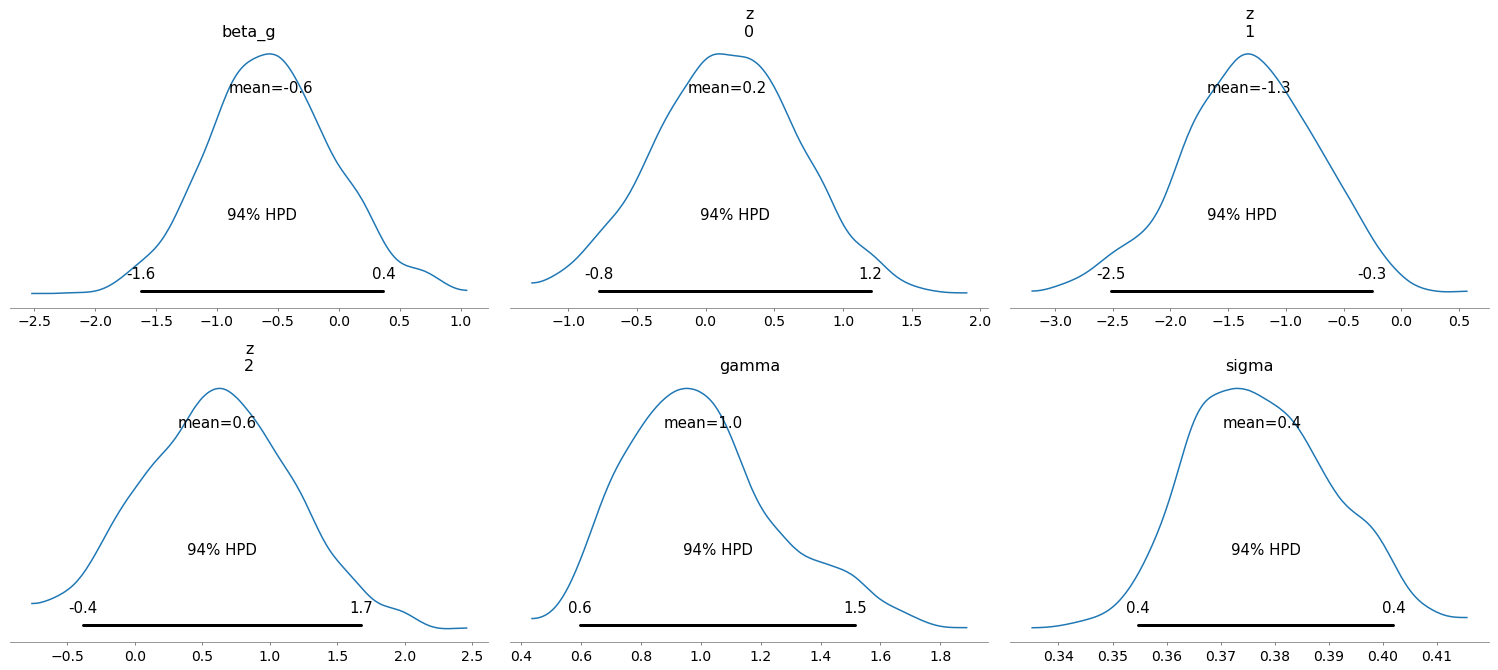 beta_g
mean=-0.6
94% HPD
-1.6 0.4
−2.5 −2.0 −1.5 −1.0 −0.5 0.0 0.5 1.0
z
0
mean=0.2
94% HPD
-0.8 1.2
−1.0 −0.5 0.0 0.5 1.0 1.5 2.0
z
1
mean=-1.3
94% HPD
-2.5 -0.3
−3.0 −2.5 −2.0 −1.5 −1.0 −0.5 0.0 0.5
z
2
mean=0.6
94% HPD
-0.4 1.7
−0.5 0.0 0.5 1.0 1.5 2.0 2.5
gamma
mean=1.0
94% HPD
0.6 1.5
0.4 0.6 0.8 1.0 1.2 1.4 1.6 1.8
sigma
mean=0.4
94% HPD
0.4 0.4
0.34 0.35 0.36 0.37 0.38 0.39 0.40 0.41